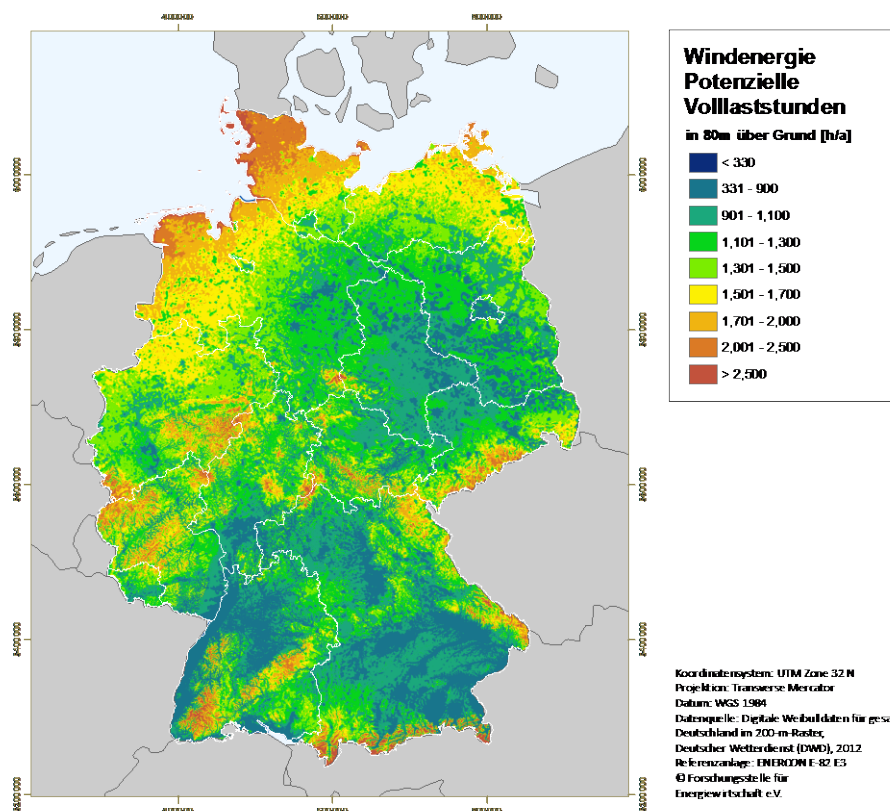 Windenergie
Potenzielle
Volllaststunden
in 80m über Grund [h/a]
< 330
331 - 900
901 - 1,100
1,101 - 1,300
1,301 - 1,500
1,501 - 1,700
1,701 - 2,000
2,001 - 2,500
> 2,500
Koordinatensystem: UTM Zone 32 N
Projektion: Transverse Mercator
Datum: WGS 1984
Datenquelle: Digitale Weibulldaten für gesa
Deutschland im 200-m-Raster,
Deutscher Wetterdienst (DWD), 2012
Referenzanlage: ENERCON E-82 E3
© Forschungsstelle für
Energiewirtschaft e.V.